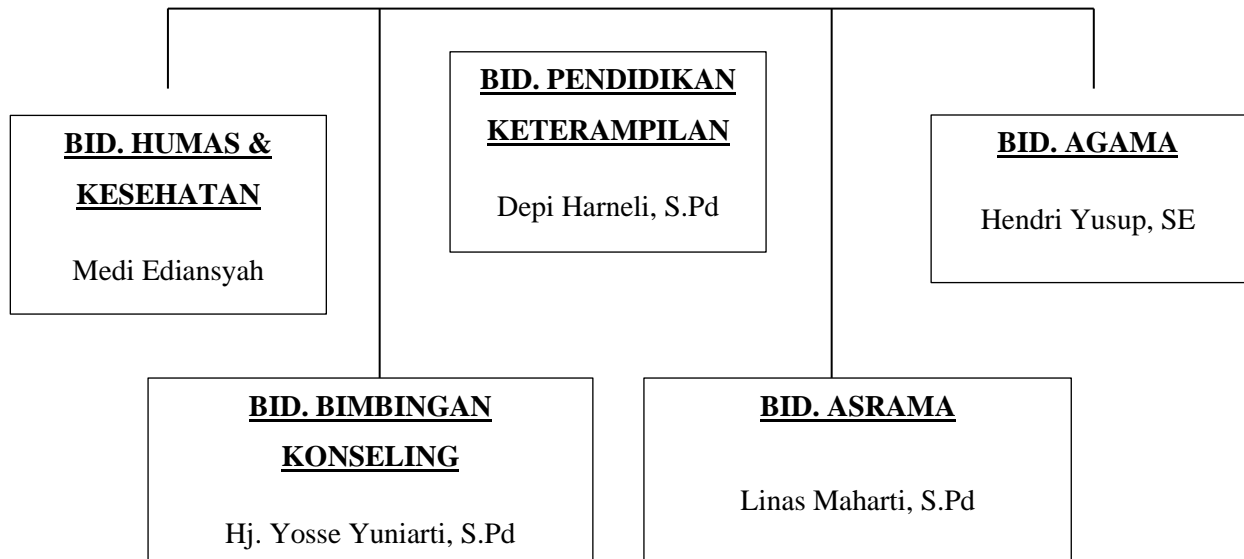 BID. PENDIDIKAN
KETERAMPILAN
Depi Harneli, S.Pd
BID. HUMAS &
KESEHATAN
Medi Ediansyah
BID. AGAMA
Hendri Yusup, SE
BID. BIMBINGAN
KONSELING
Hj. Yosse Yuniarti, S.Pd
BID. ASRAMA
Linas Maharti, S.Pd